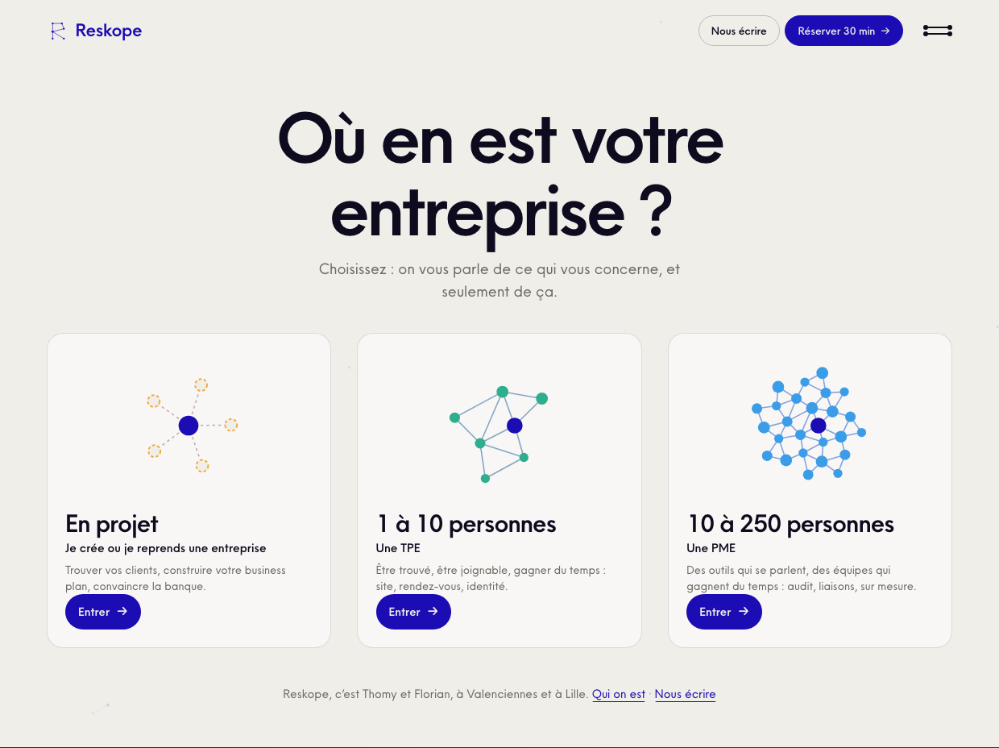 Reskope
Nous écrire
Réserver 30 min →
Où en est votre
entreprise ?
Choisissez : on vous parle de ce qui vous concerne, et
seulement de ça.
En projet
Je crée ou je reprends une entreprise
Trouver vos clients, construire votre business
plan, convaincre la banque.
Entrer →
1 à 10 personnes
Une TPE
Être trouvé, être joignable, gagner du temps :
site, rendez-vous, identité.
Entrer →
10 à 250 personnes
Une PME
Des outils qui se parlent, des équipes qui
gagnent du temps : audit, liaisons, sur mesure.
Entrer →
Reskope, c’est Thomy et Florian, à Valenciennes et à Lille. Qui on est · Nous écrire